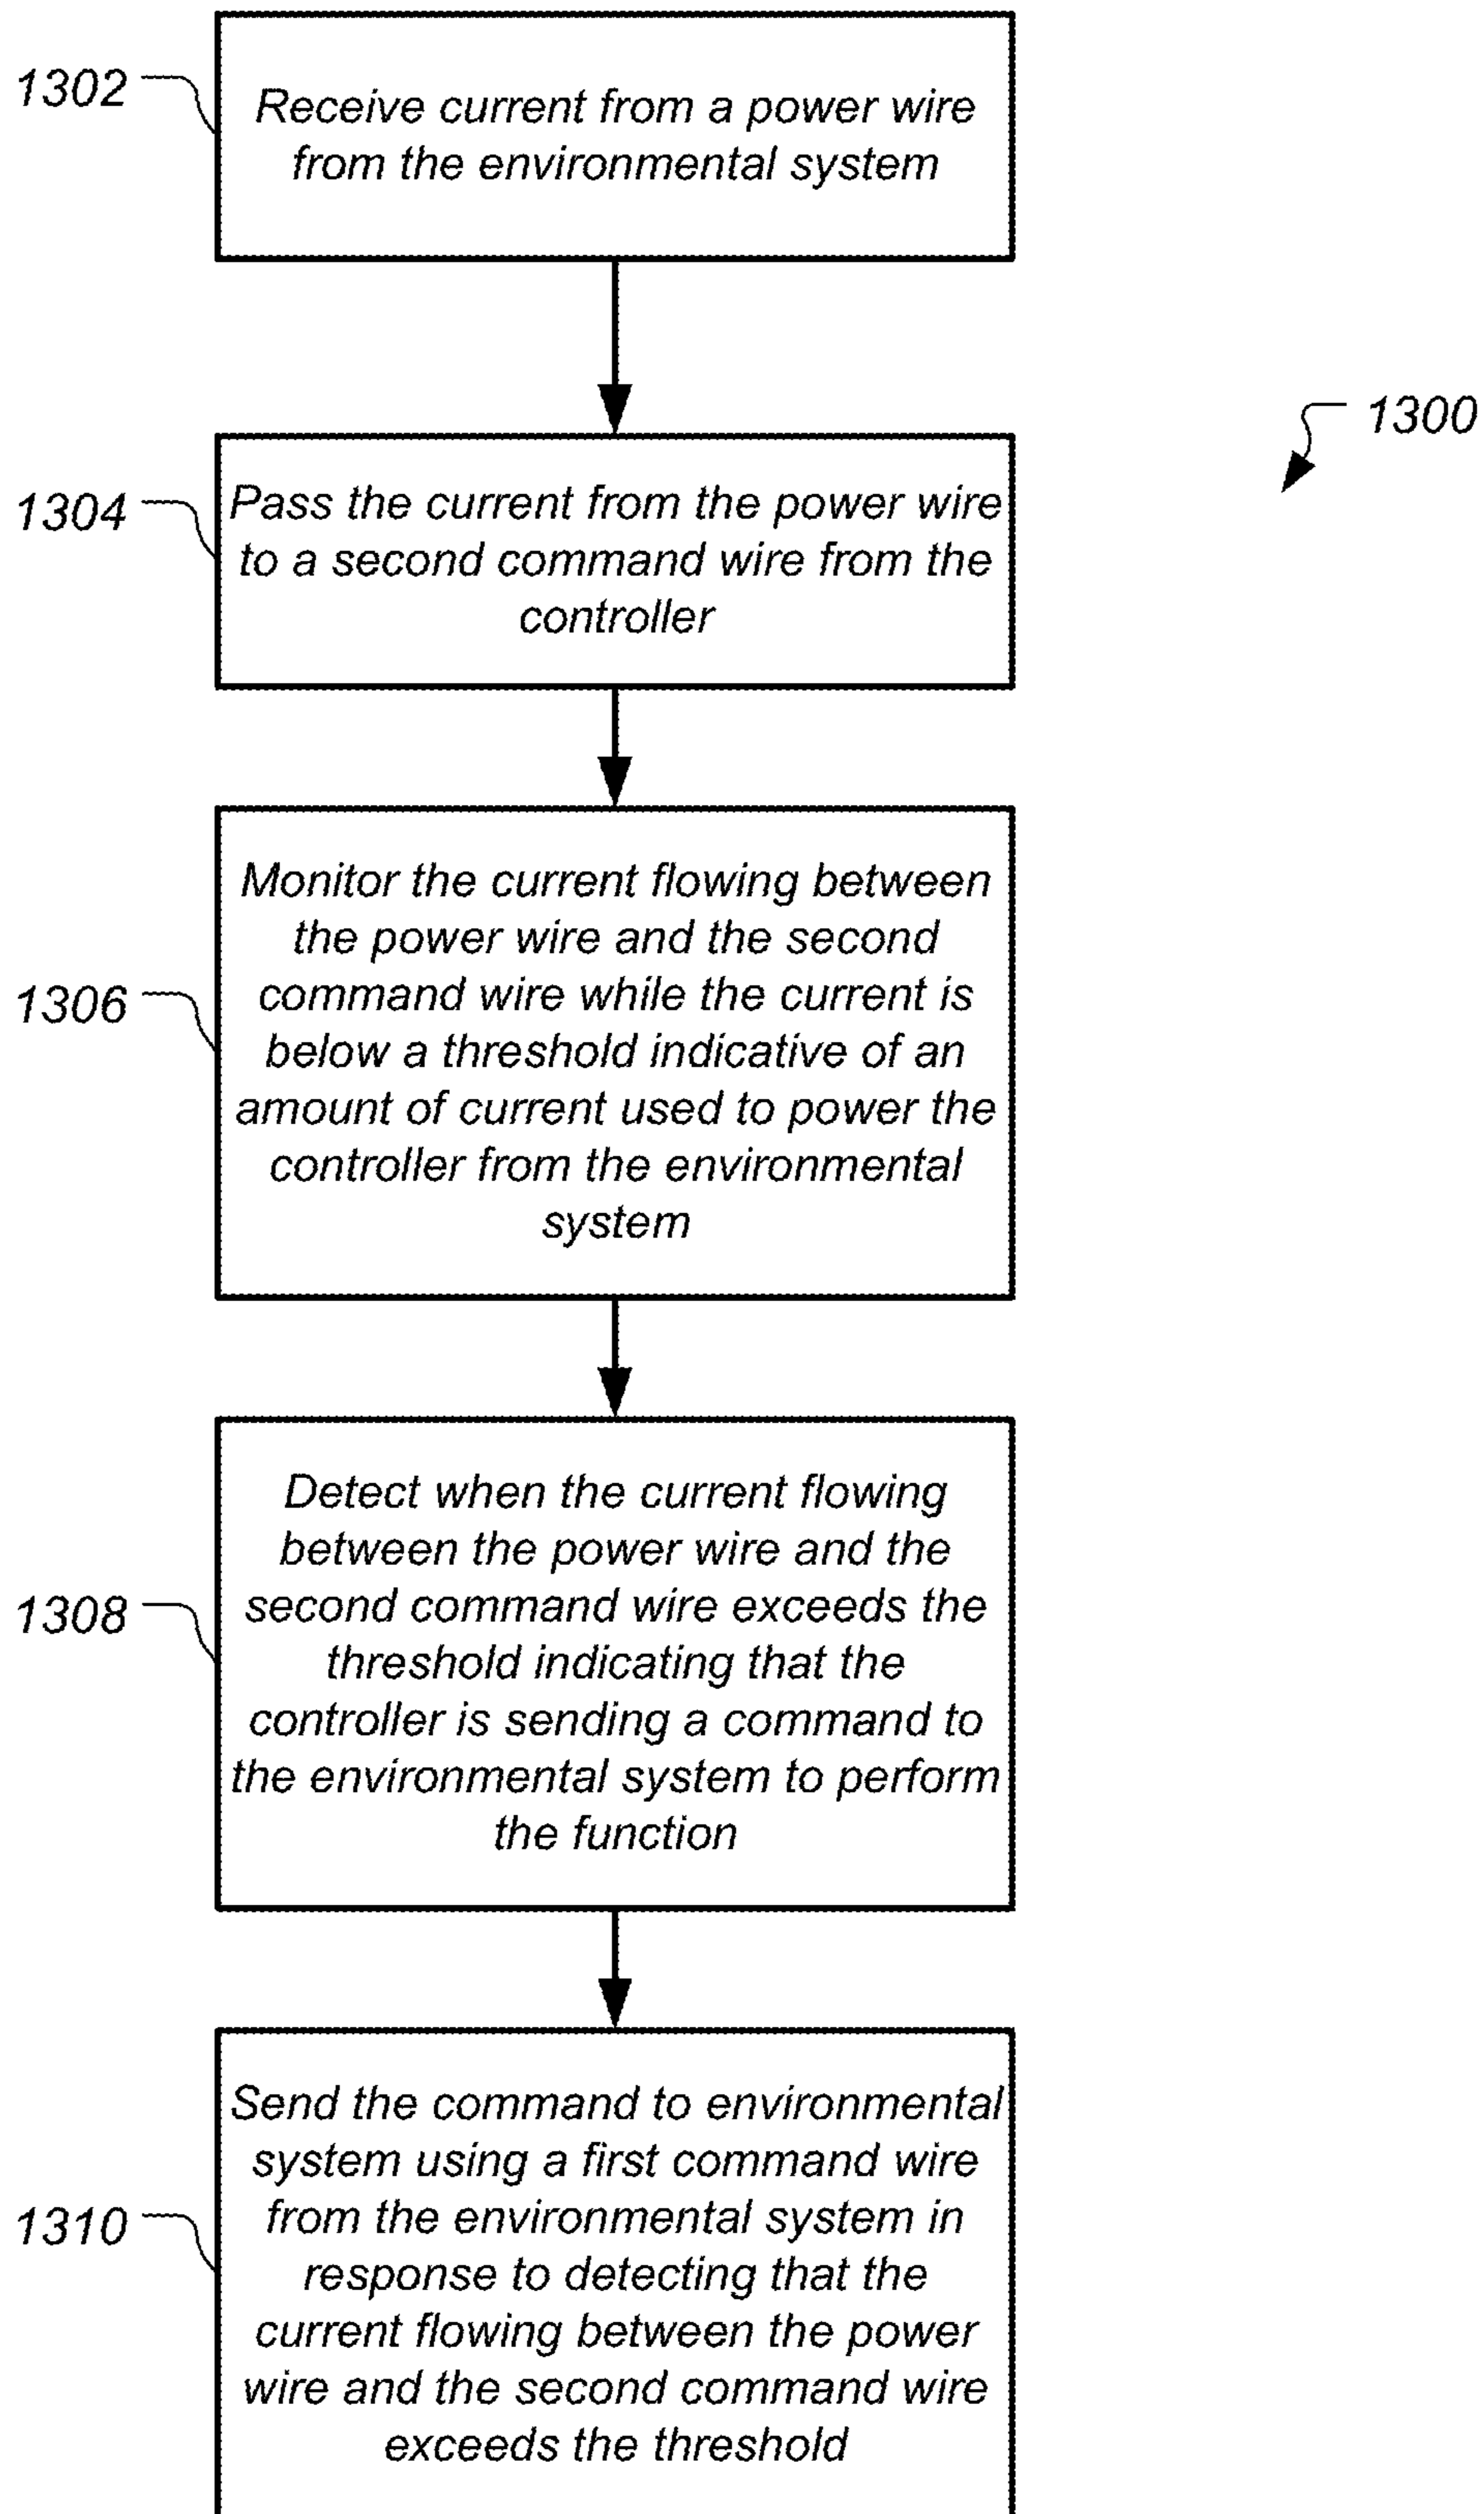 1302
Receive current from a power wire
from the environmental system
1300
1304
Pass the current from the power wire
to a second command wire from the
controller
1306
Monitor the current flowing between
the power wire and the second
command wire while the current is
below a threshold indicative of an
amount of current used to power the
controller from the environmental
system
1308
Detect when the current flowing
between the power wire and the
second command wire exceeds the
threshold indicating that the
controller is sending a command to
the environmental system to perform
the function
1310
Send the command to environmental
system using a first command wire
from the environmental system in
response to detecting that the
current flowing between the power
wire and the second command wire
exceeds the threshold